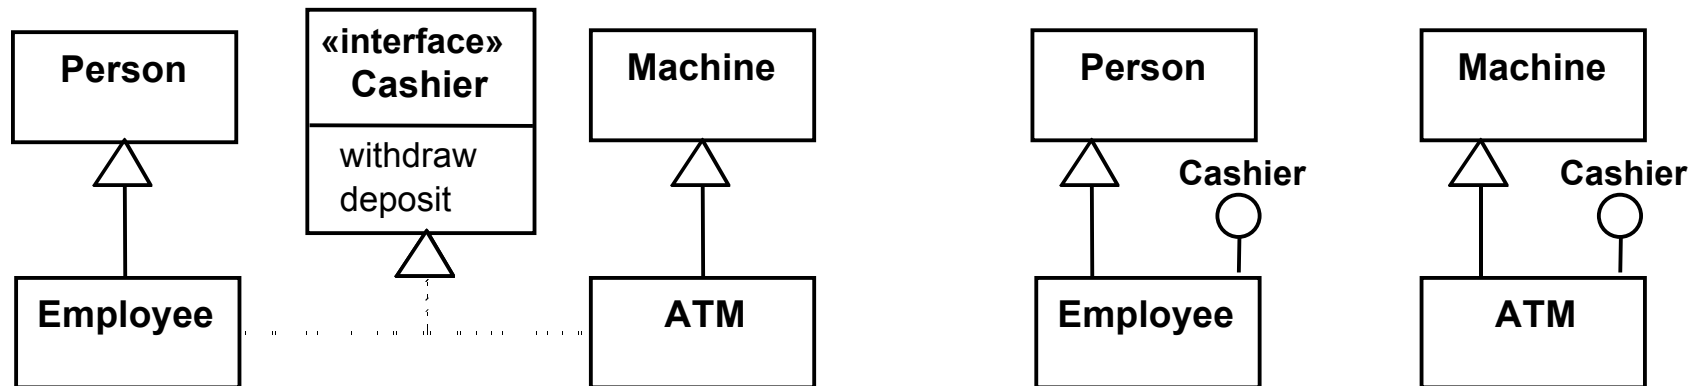 Person
«interface»
Cashier
withdraw
deposit
Machine
Employee
ATM
Person
Machine
Cashier
Cashier
Employee
ATM